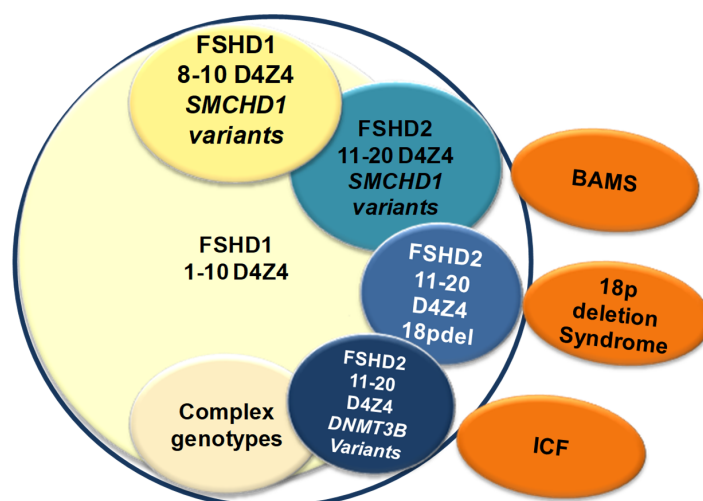 FSHD1
8-10 D4Z4
SMCHD1
variants
FSHD2
11-20 D4Z4
SMCHD1
variants
BAMS
FSHD1
1-10 D4Z4
FSHD2
11-20
D4Z4
18pdel
18p
deletion
Syndrome
FSHD2
11-20
D4Z4
DNMT3B
Variants
Complex
genotypes
ICF